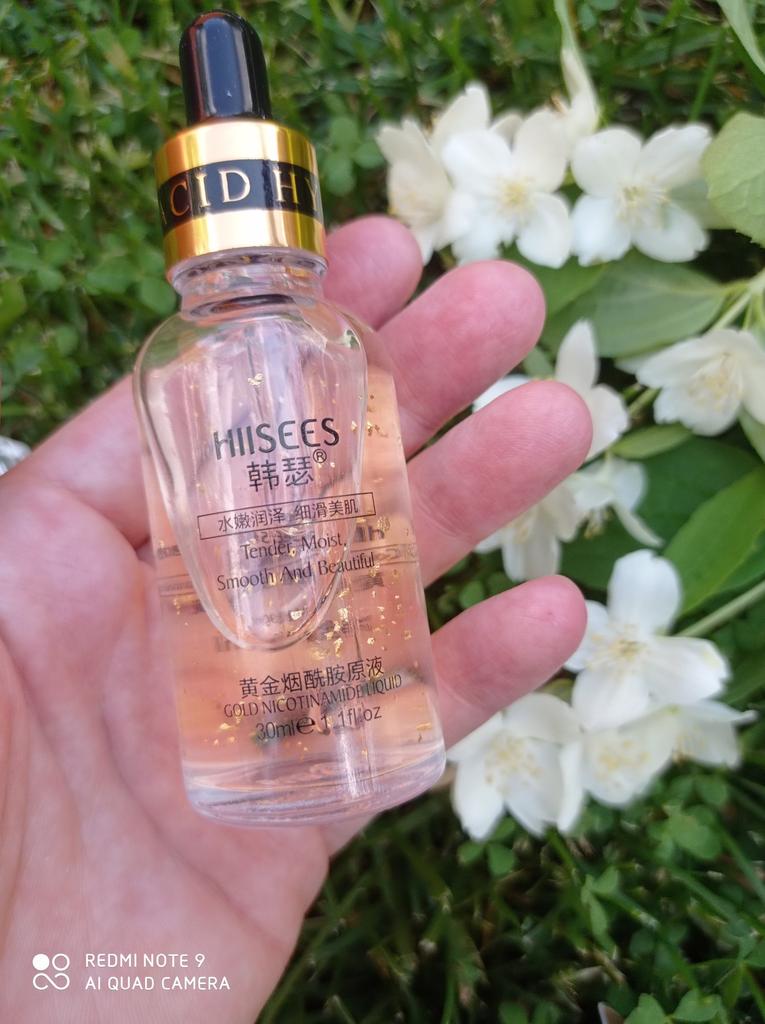 ACID HY
HIISEES
韩瑟®
水嫩润泽 细滑美肌
Tender, Moist,
Smooth And Beautiful
黄金烟酰胺原液
GOLD NICOTINAMIDE LIQUID
30ml℮1.1fl.oz
REDMI NOTE 9
AI QUAD CAMERA